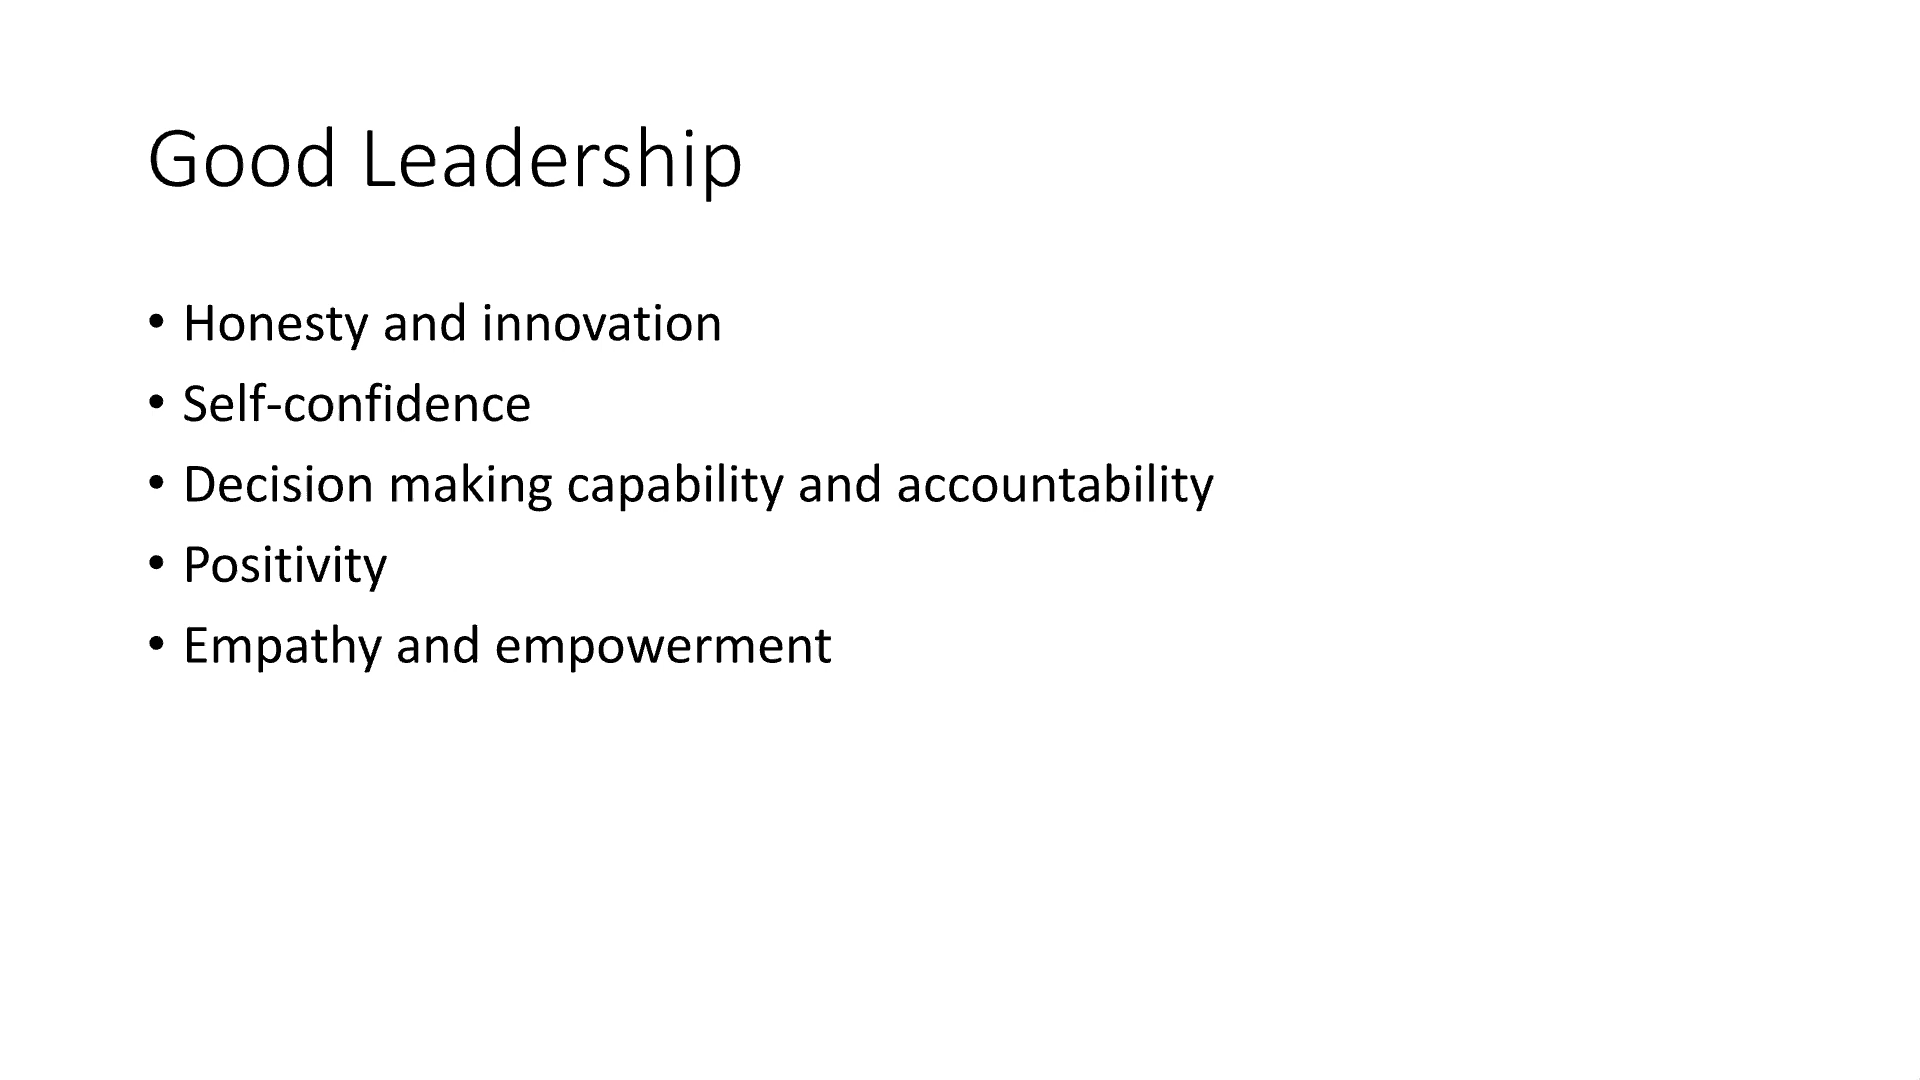 Good Leadership
• Honesty and innovation
• Self-confidence
• Decision making capability and accountability
• Positivity
• Empathy and empowerment